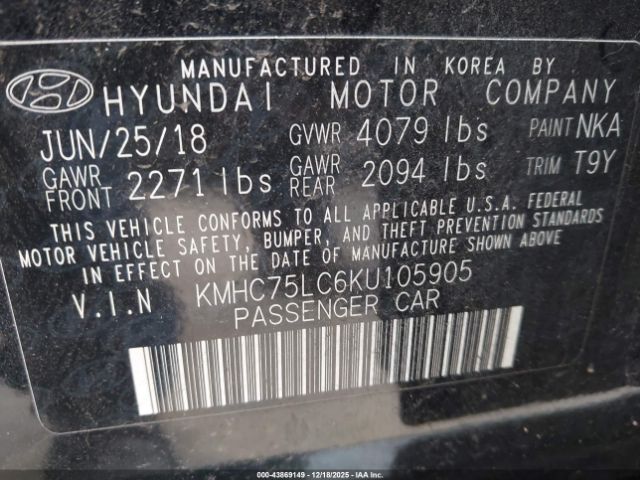 MANUFACTURED IN KOREA BY
HYUNDAI MOTOR COMPANY
JUN/25/18 GVWR 4079 lbs PAINT NKA
GAWR FRONT 2271 lbs GAWR REAR 2094 lbs TRIM T9Y
THIS VEHICLE CONFORMS TO ALL APPLICABLE U.S.A. FEDERAL
MOTOR VEHICLE SAFETY, BUMPER, AND THEFT PREVENTION STANDARDS
IN EFFECT ON THE DATE OF MANUFACTURE SHOWN ABOVE
V.I.N KMHC75LC6KU105905
PASSENGER CAR
000-43869149 - 12/18/2025 - IAA, Inc.